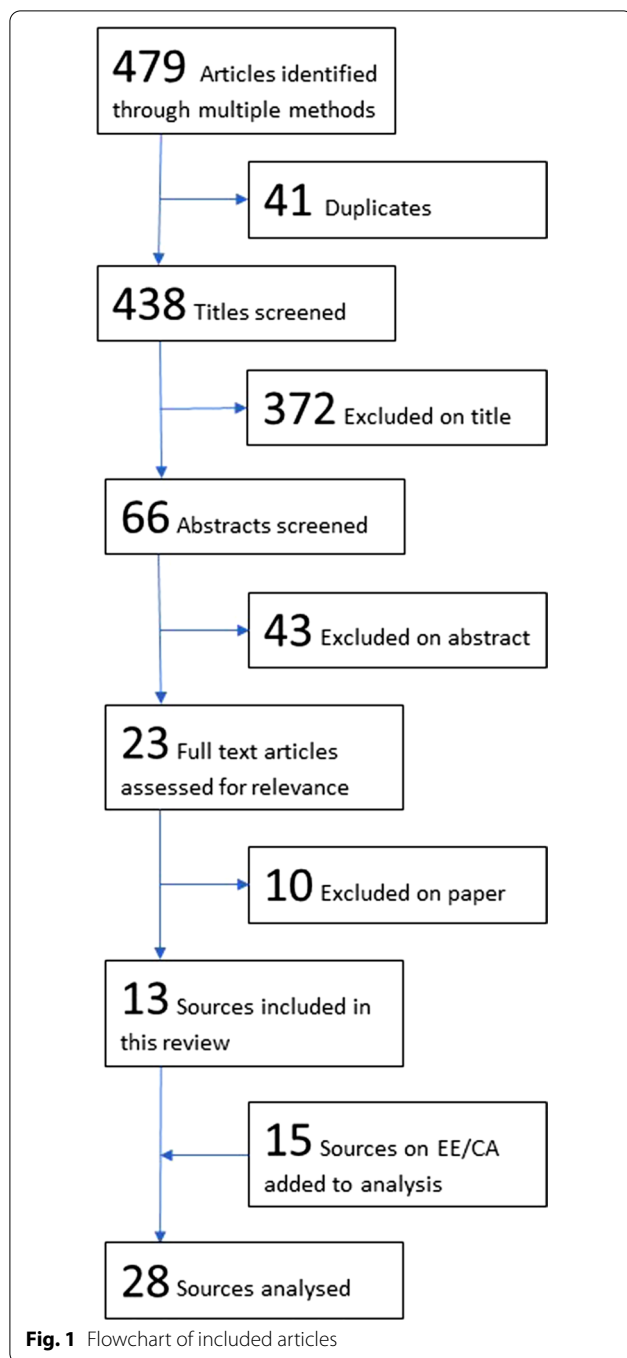 479 Articles identified
through multiple methods
41 Duplicates
438 Titles screened
372 Excluded on title
66 Abstracts screened
43 Excluded on abstract
23 Full text articles
assessed for relevance
10 Excluded on paper
13 Sources included in
this review
15 Sources on EE/CA
added to analysis
28 Sources analysed
Fig. 1 Flowchart of included articles